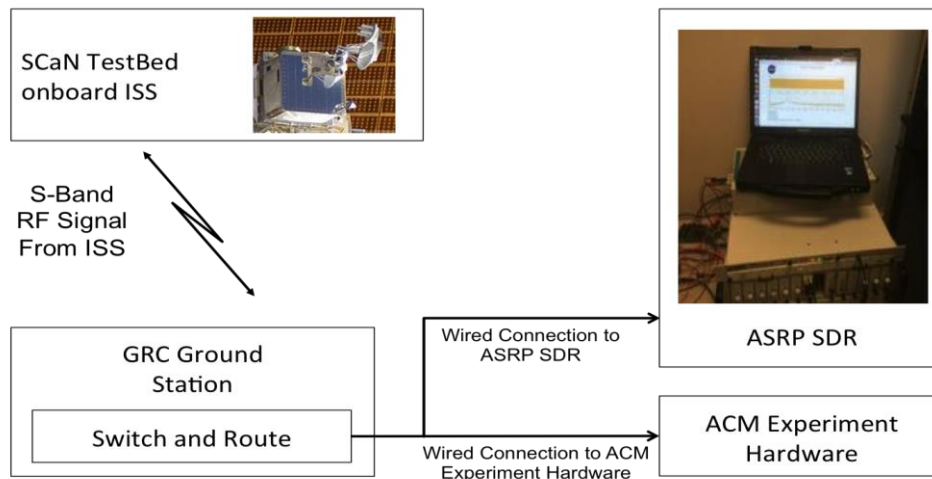 SCaN TestBed
onboard ISS
S-Band
RF Signal
From ISS
GRC Ground
Station
Switch and Route
Wired Connection to
ASRP SDR
Wired Connection to ACM
Experiment Hardware
ASRP SDR
ACM Experiment
Hardware